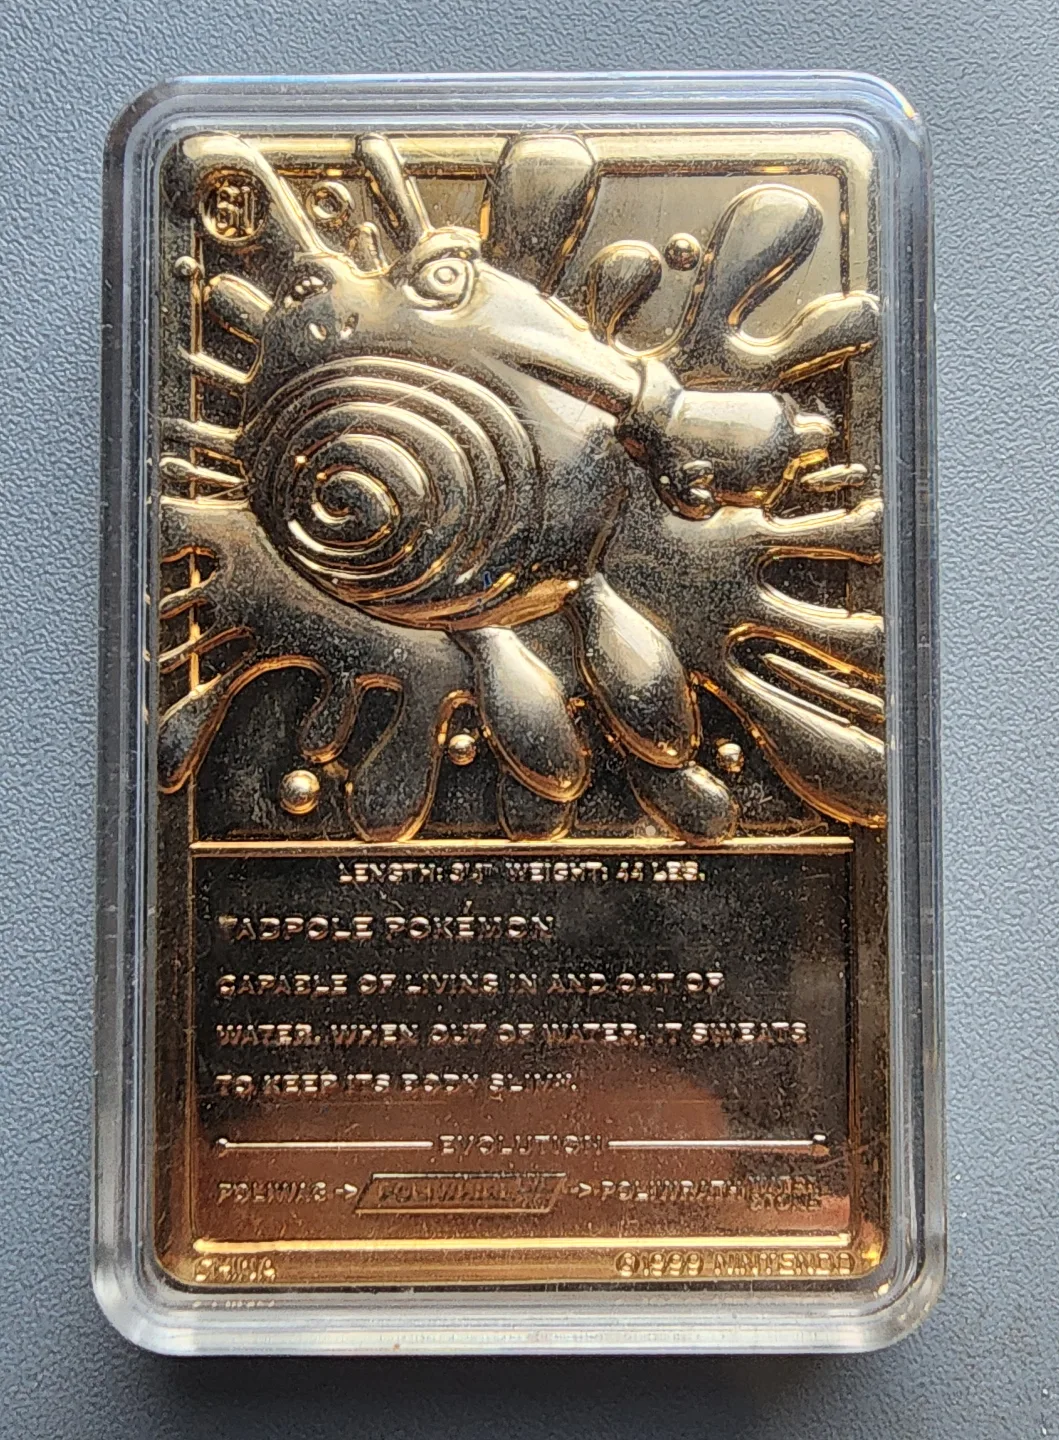 61
LENGTH: 3'3" WEIGHT: 44 LBS.
TADPOLE POKÉMON
CAPABLE OF LIVING IN AND OUT OF
WATER. WHEN OUT OF WATER, IT SWEATS
TO KEEP ITS BODY SLIMY.
EVOLUTION
POLIWAG -> POLIWHIRL -> POLIWRATH WATER STONE
CHINA
©1999 NINTENDO